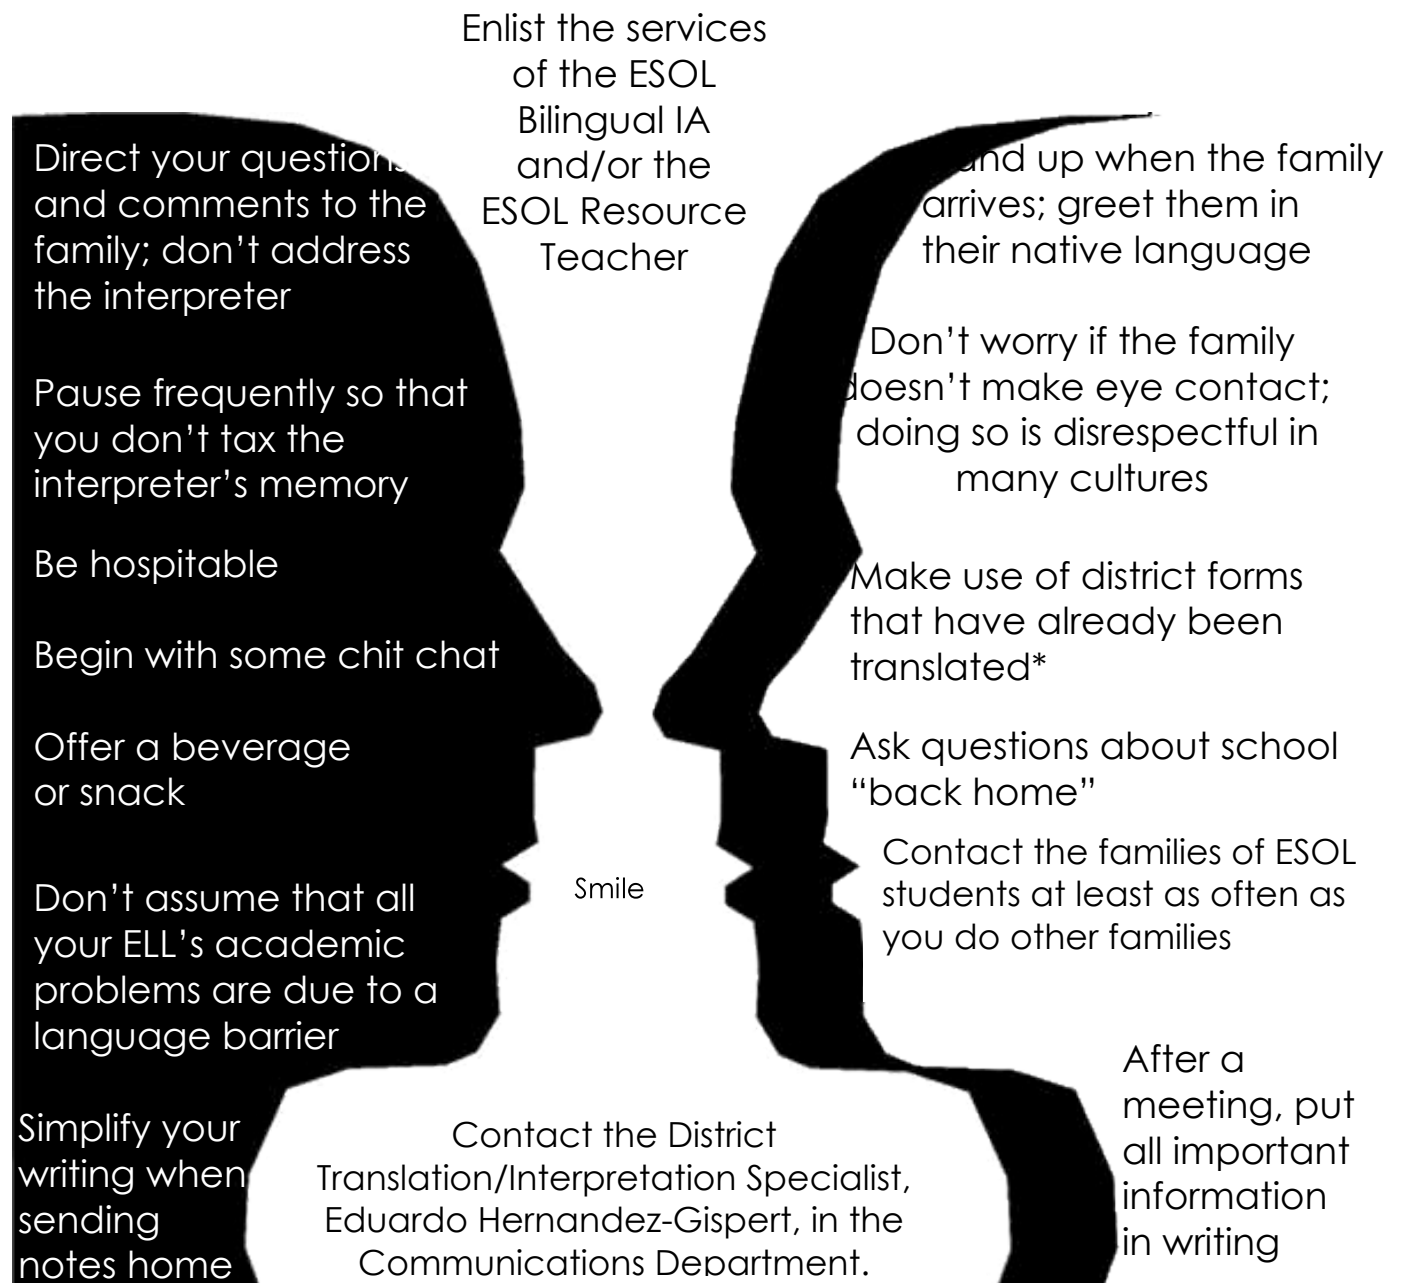 Enlist the services
of the ESOL
Bilingual IA
and/or the
ESOL Resource
Teacher
Direct your questions
and comments to the
family; don’t address
the interpreter
Pause frequently so that
you don’t tax the
interpreter’s memory
Be hospitable
Begin with some chit chat
Offer a beverage
or snack
Don’t assume that all
your ELL’s academic
problems are due to a
language barrier
Simplify your
writing when
sending
notes home
Smile
Contact the District
Translation/Interpretation Specialist,
Eduardo Hernandez-Gispert, in the
Communications Department.
up when the family
arrives; greet them in
their native language
Don’t worry if the family
doesn’t make eye contact;
doing so is disrespectful in
many cultures
Make use of district forms
that have already been
translated*
Ask questions about school
“back home”
Contact the families of ESOL
students at least as often as
you do other families
After a
meeting, put
all important
information
in writing